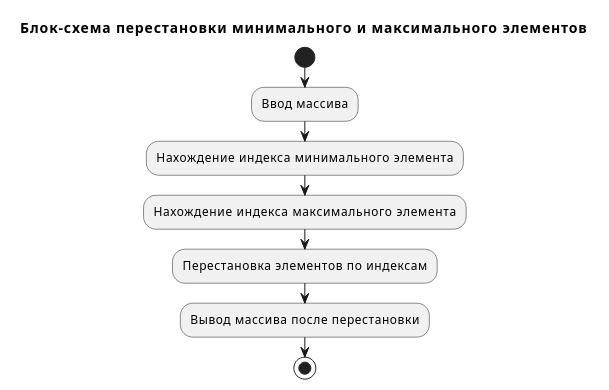 Блок-схема перестановки минимального и максимального элементов
Ввод массива
Нахождение индекса минимального элемента
Нахождение индекса максимального элемента
Перестановка элементов по индексам
Вывод массива после перестановки